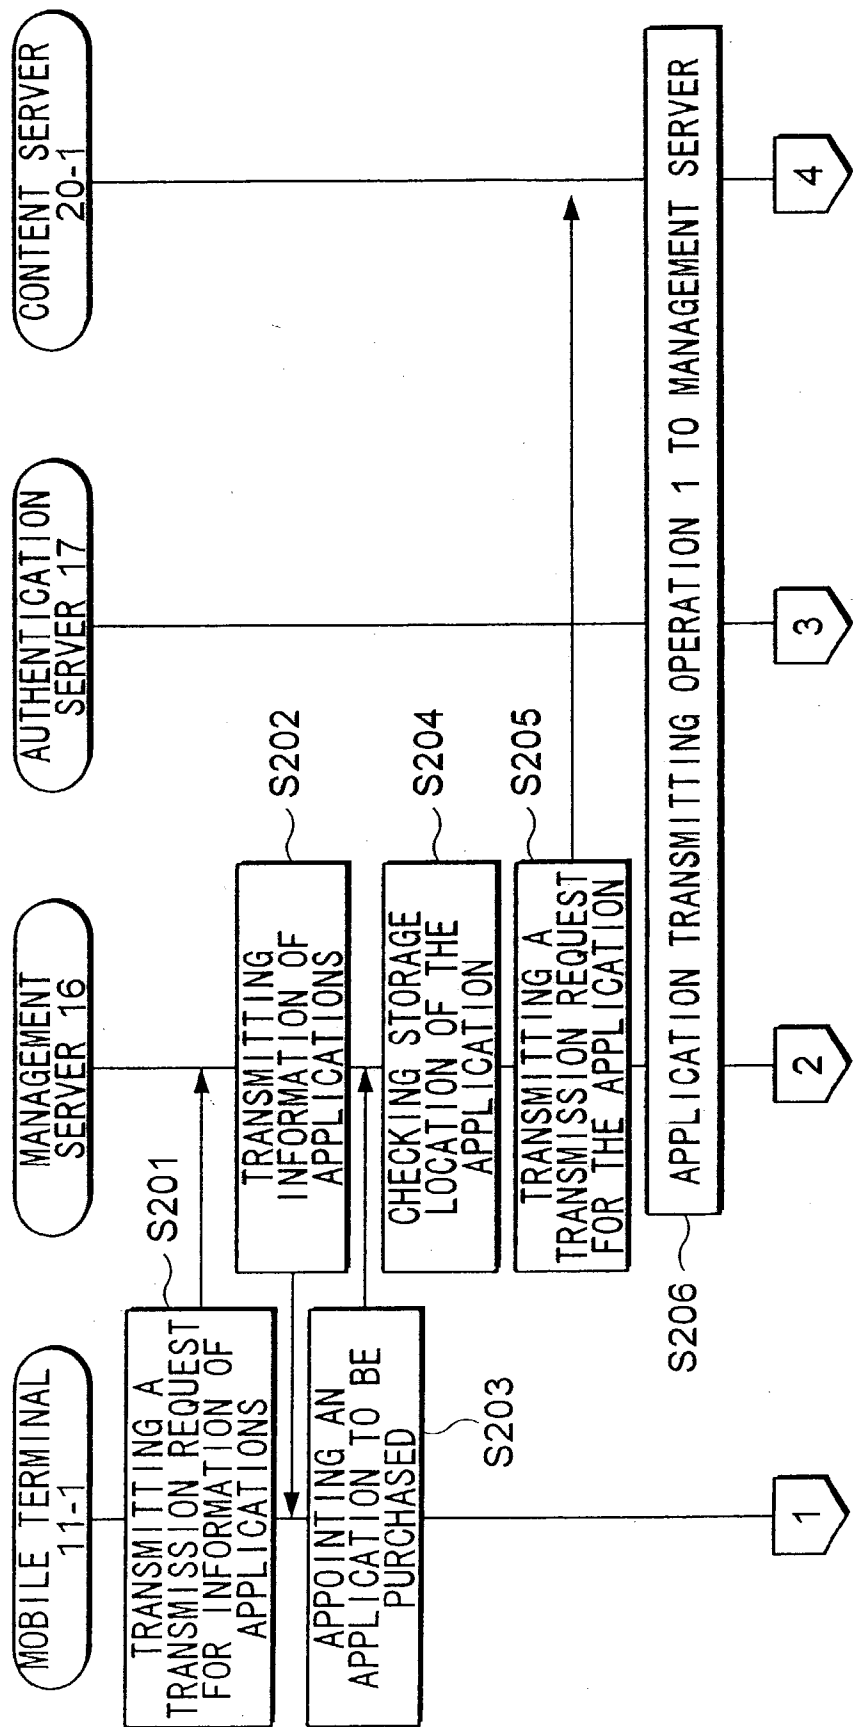 MOBILE TERMINAL
11-1
MANAGEMENT
SERVER 16
AUTHENTICATION
SERVER 17
CONTENT SERVER
20-1
TRANSMITTING A
TRANSMISSION REQUEST
FOR INFORMATION OF
APPLICATIONS
S201
TRANSMITTING
INFORMATION OF
APPLICATIONS
S202
APPOINTING AN
APPLICATION TO BE
PURCHASED
S203
CHECKING STORAGE
LOCATION OF THE
APPLICATION
S204
TRANSMITTING A
TRANSMISSION REQUEST
FOR THE APPLICATION
S205
APPLICATION TRANSMITTING OPERATION 1 TO MANAGEMENT SERVER
S206
1
2
3
4